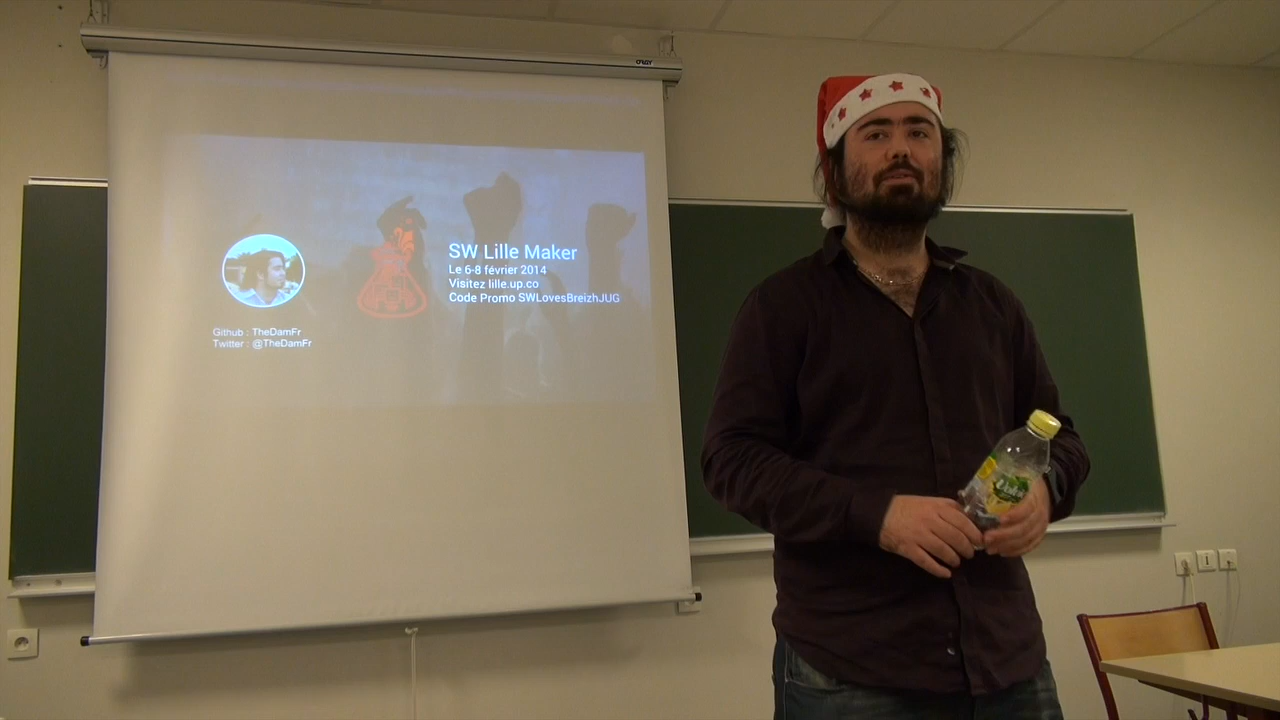 ORAY
SW Lille Maker
Le 6-8 février 2014
Visitez lille.up.co
Code Promo SWLovesBreizhJUG
Github : TheDamFr
Twitter : @TheDamFr